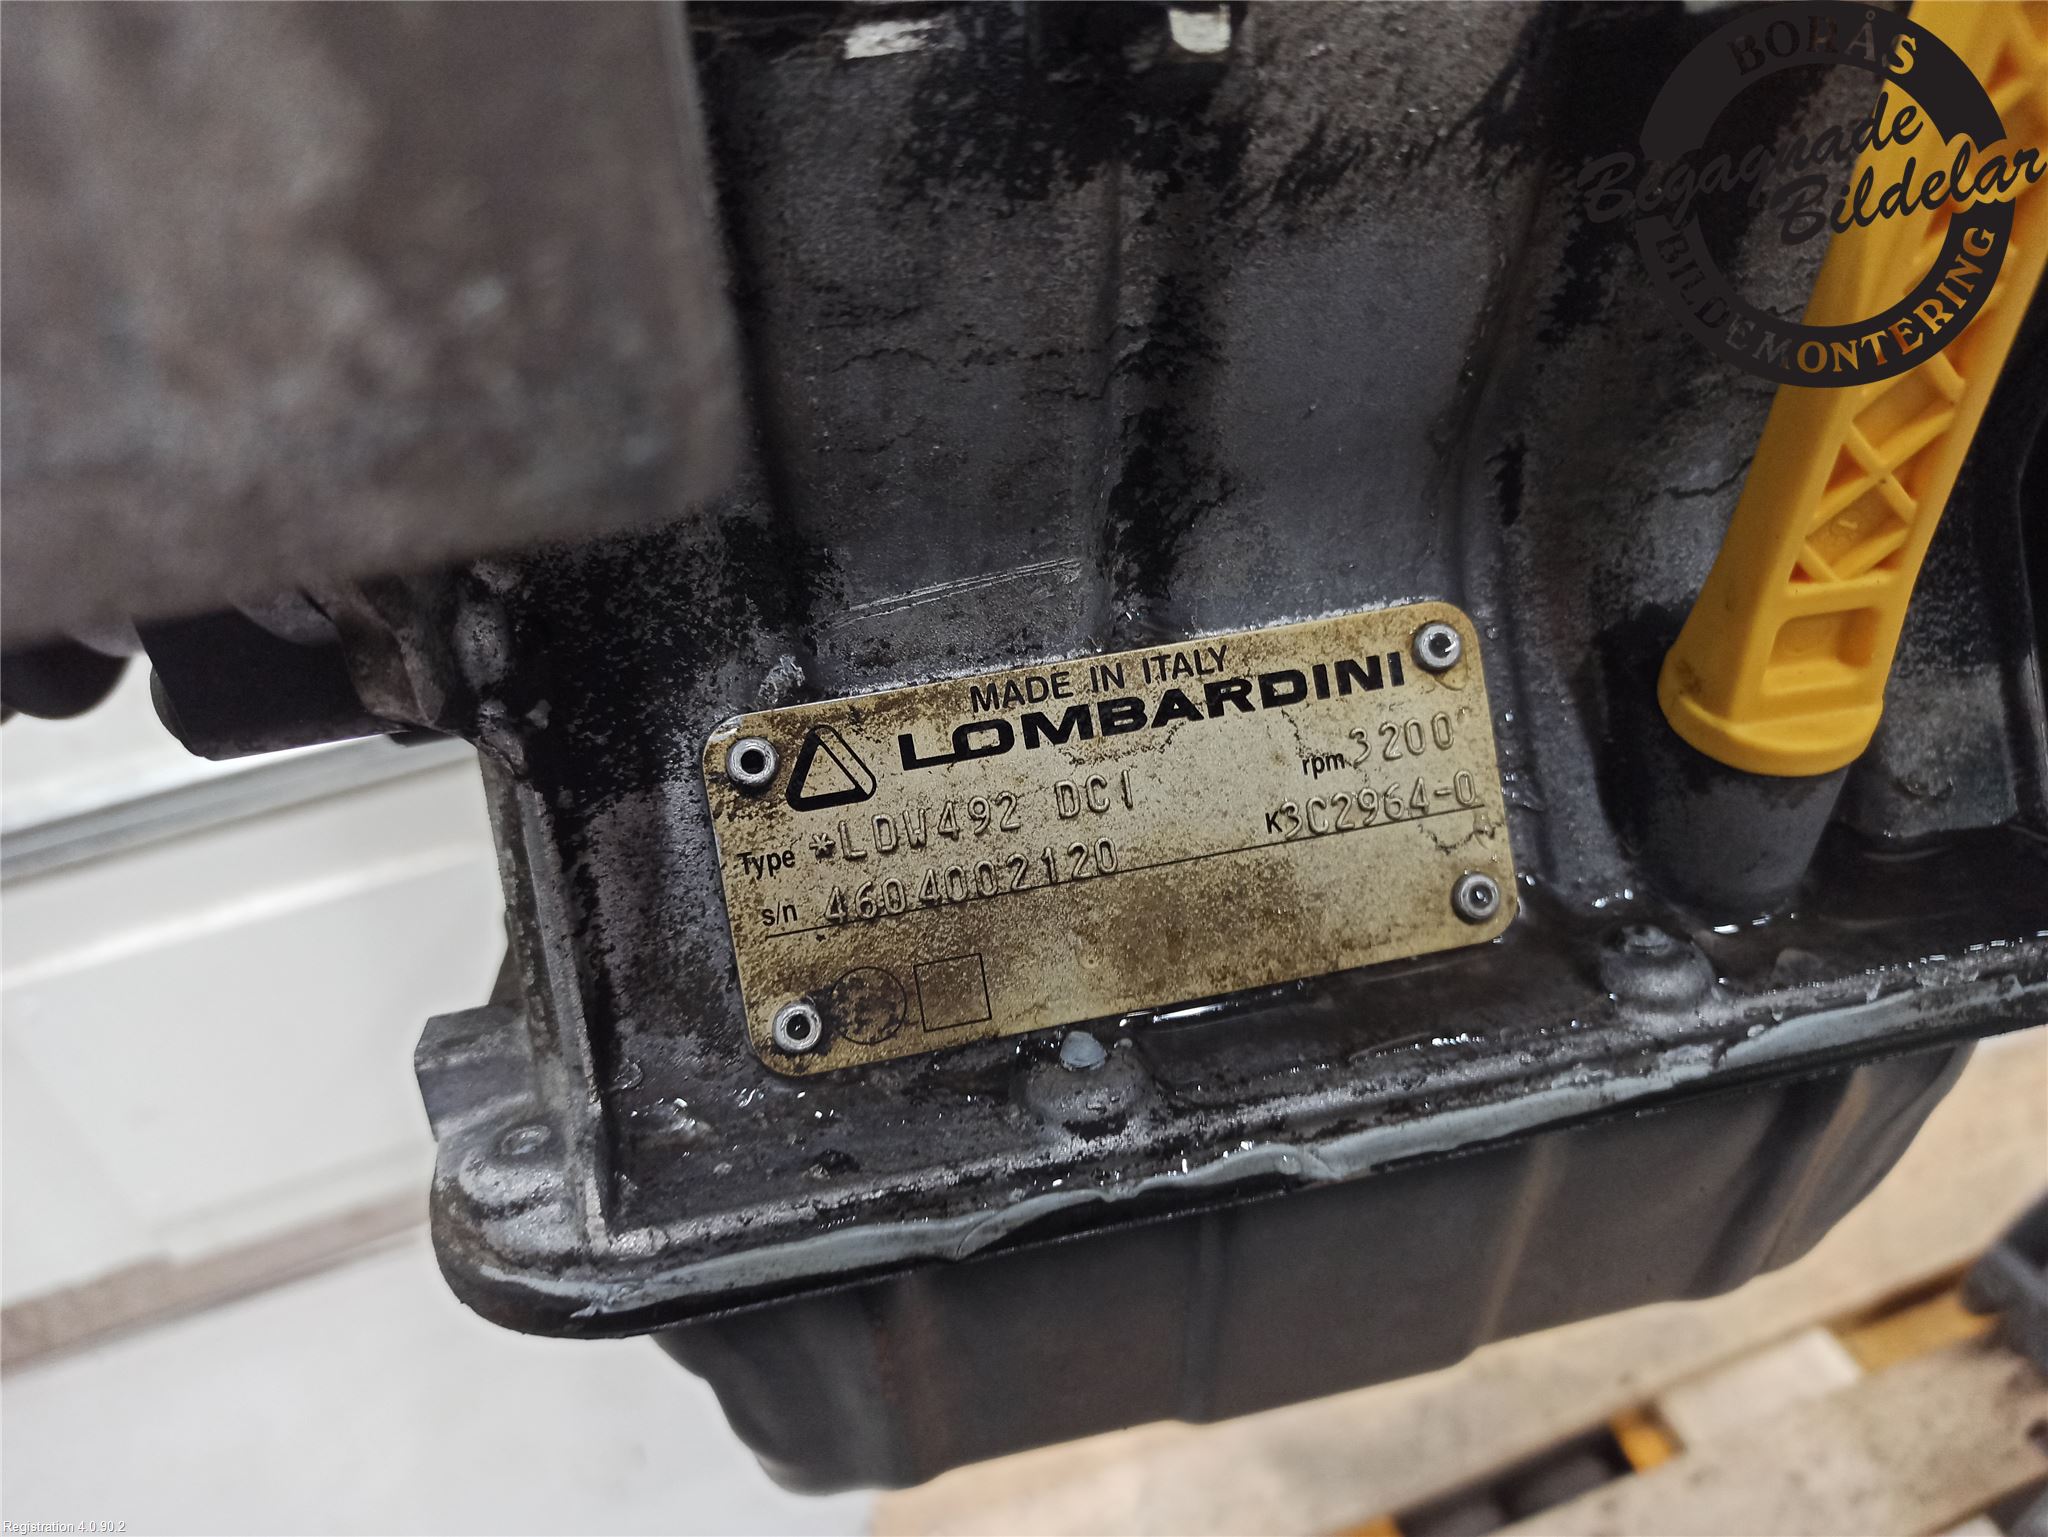 BORÅS
Begagnade
Bildelar
BILDEMONTERING
MADE IN ITALY
LOMBARDINI
Type *LDW492 DCI rpm 3200
s/n 4604002120 K3C2964-0
Registration 4.0.90.2